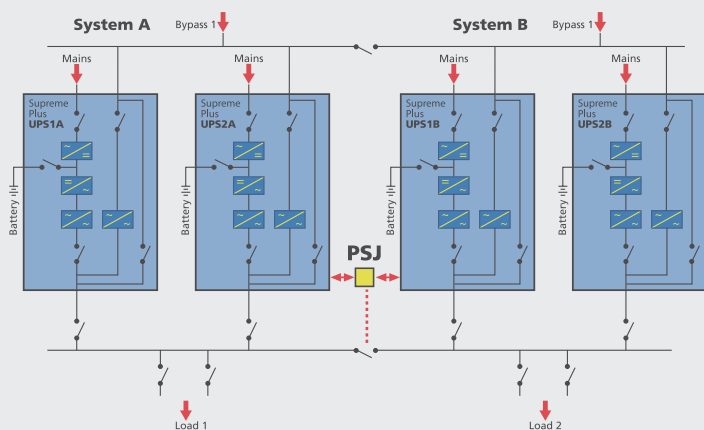 System A
Bypass 1
System B
Bypass 1
Mains
Mains
Mains
Mains
Supreme
Plus
UPS1A
Supreme
Plus
UPS2A
Supreme
Plus
UPS1B
Supreme
Plus
UPS2B
Battery
Battery
Battery
Battery
PSJ
Load 1
Load 2